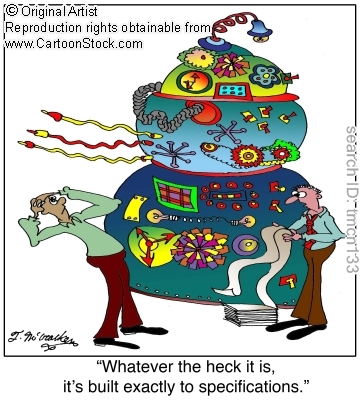 © Original Artist
Reproduction rights obtainable from
www.CartoonStock.com
search ID: tmcn133
T. McCracken
"Whatever the heck it is,
it's built exactly to specifications."